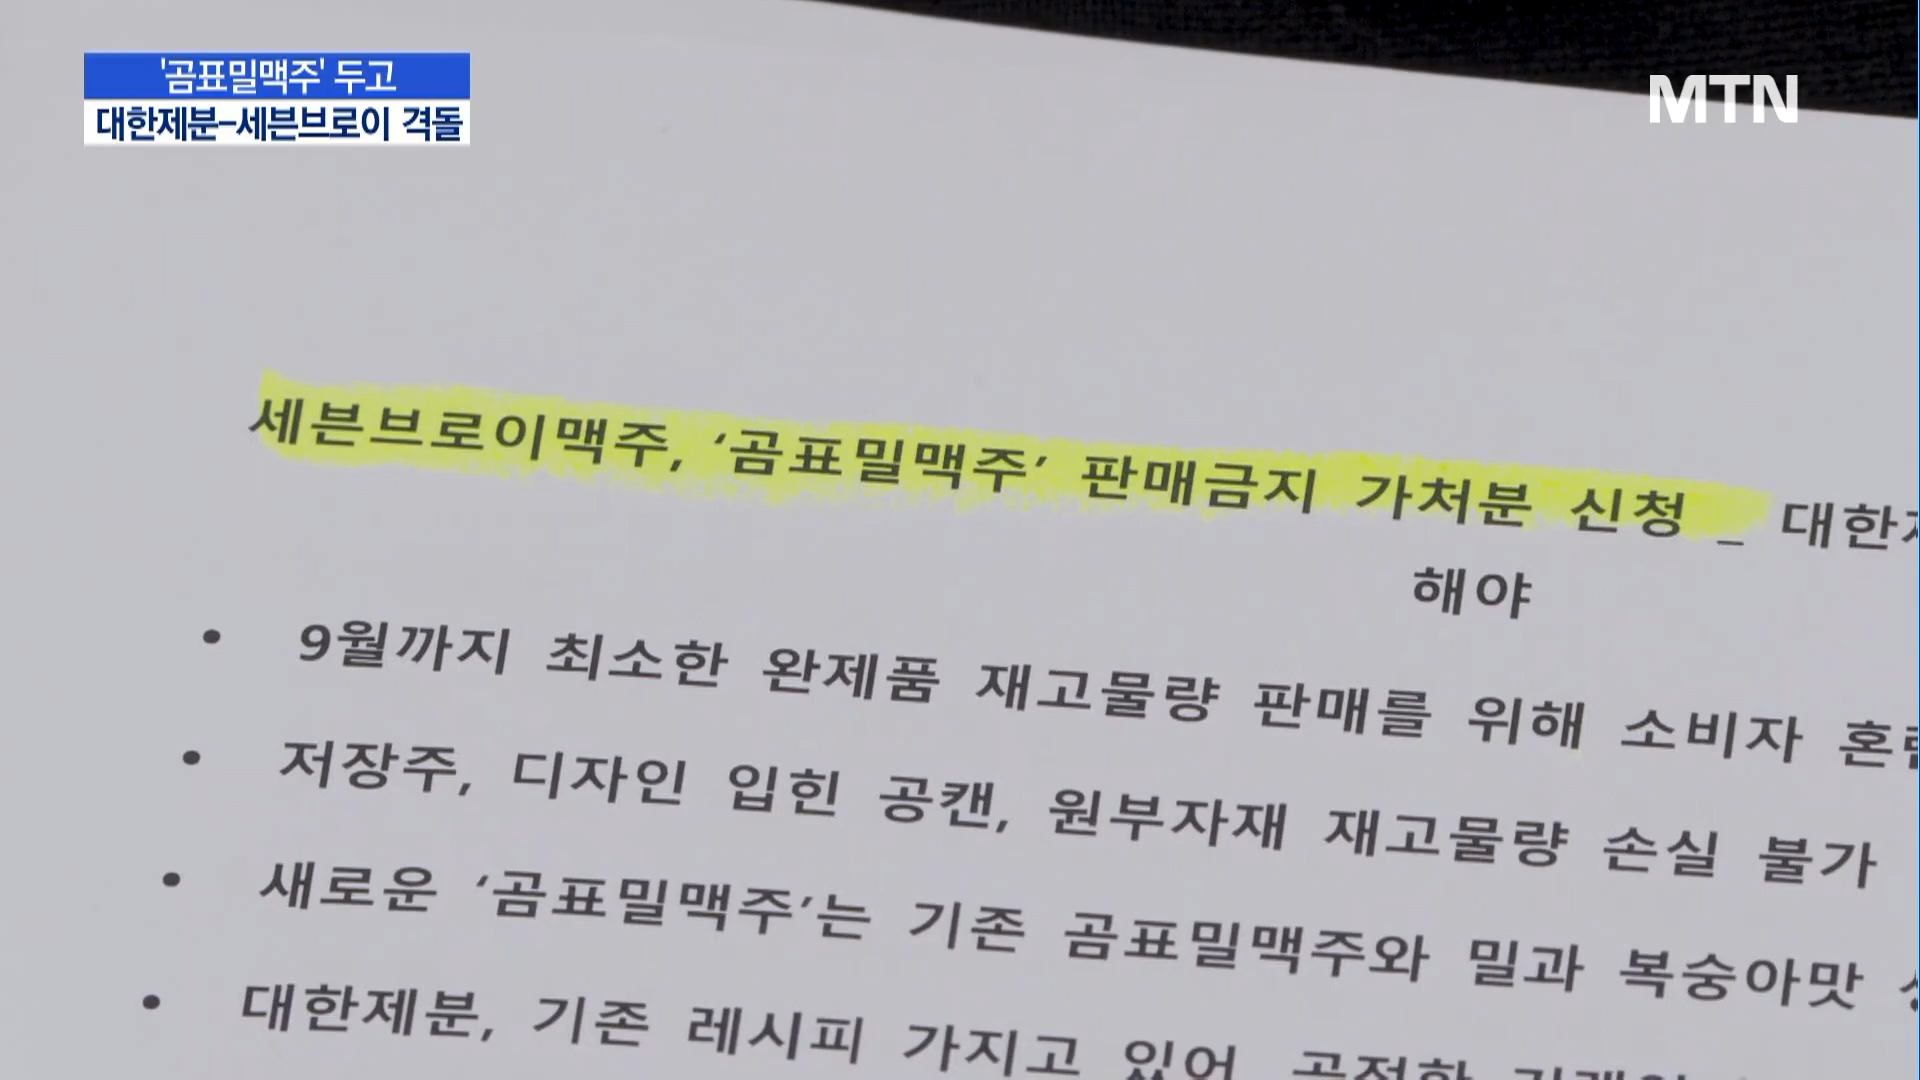 '곰표밀맥주' 두고
대한제분-세븐브로이 격돌
MTN
세븐브로이맥주, ‘곰표밀맥주’ 판매금지 가처분 신청 _
해야
• 9월까지 최소한 완제품 재고물량 판매를 위해 소비자
• 저장주, 디자인 입힌 공캔, 원부자재 재고물량 손실 불가
• 새로운 ‘곰표밀맥주’는 기존 곰표밀맥주와 밀과 복숭아맛
• 대한제분, 기존 레시피 가지고 있어